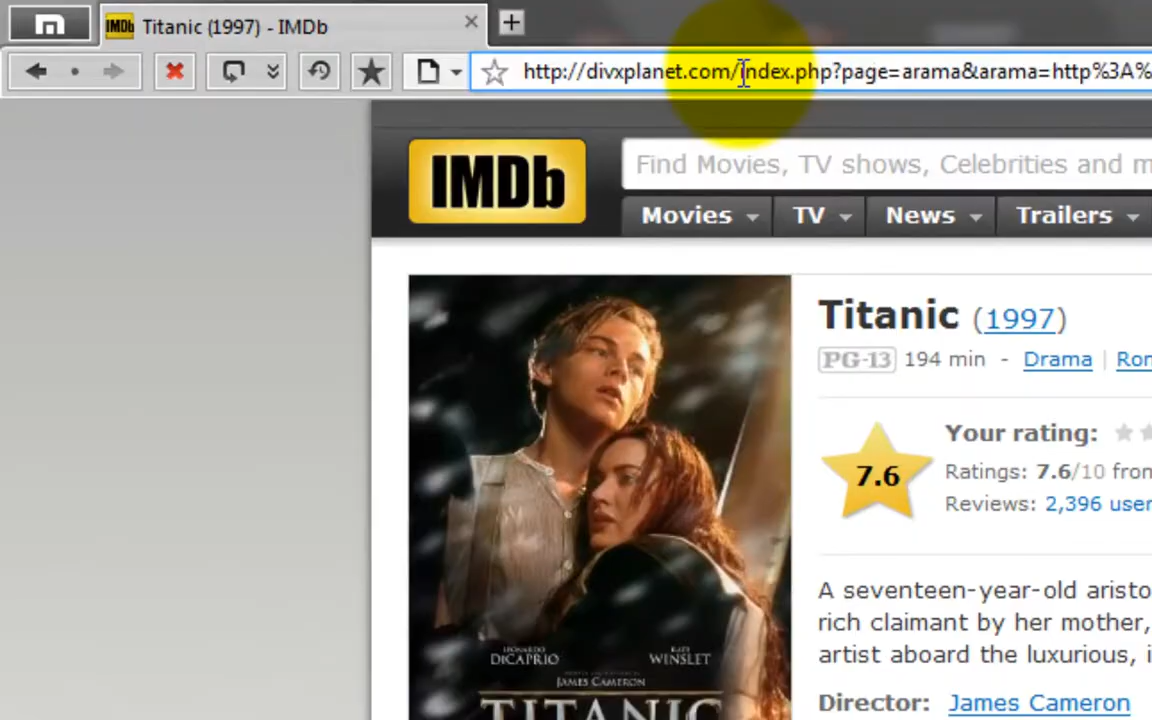 Titanic (1997) - IMDb
http://divxplanet.com/index.php?page=arama&arama=http%3A%
IMDb
Find Movies, TV shows, Celebrities and m
Movies TV News Trailers
Titanic (1997)
PG-13 194 min - Drama | Ron
Your rating:
7.6
Ratings: 7.6/10 from
Reviews: 2,396 user
A seventeen-year-old aristo
rich claimant by her mother,
artist aboard the luxurious, i
Director: James Cameron
LEONARDO DICAPRIO
KATE WINSLET
JAMES CAMERON
TITANIC